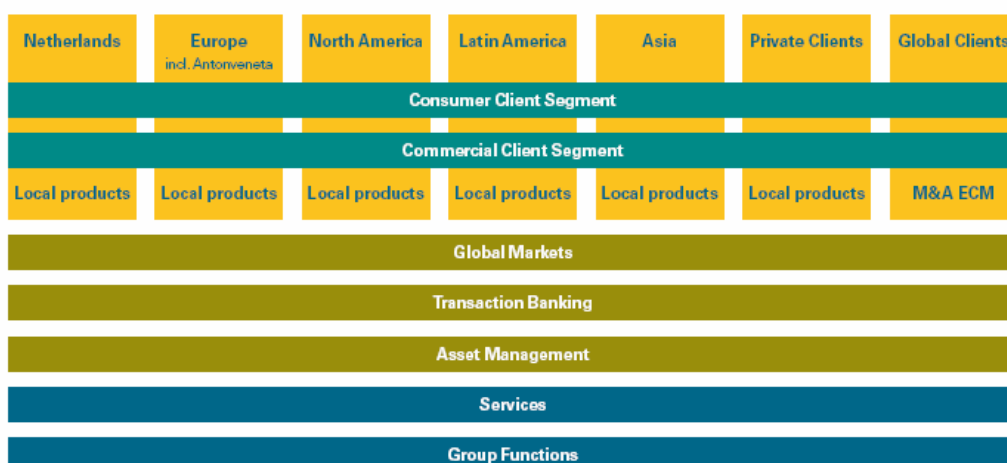 Netherlands Europe North America Latin America Asia Private Clients Global Clients
incl. Antonveneta
Consumer Client Segment
Commercial Client Segment
Local products Local products Local products Local products Local products Local products M&A ECM
Global Markets
Transaction Banking
Asset Management
Services
Group Functions